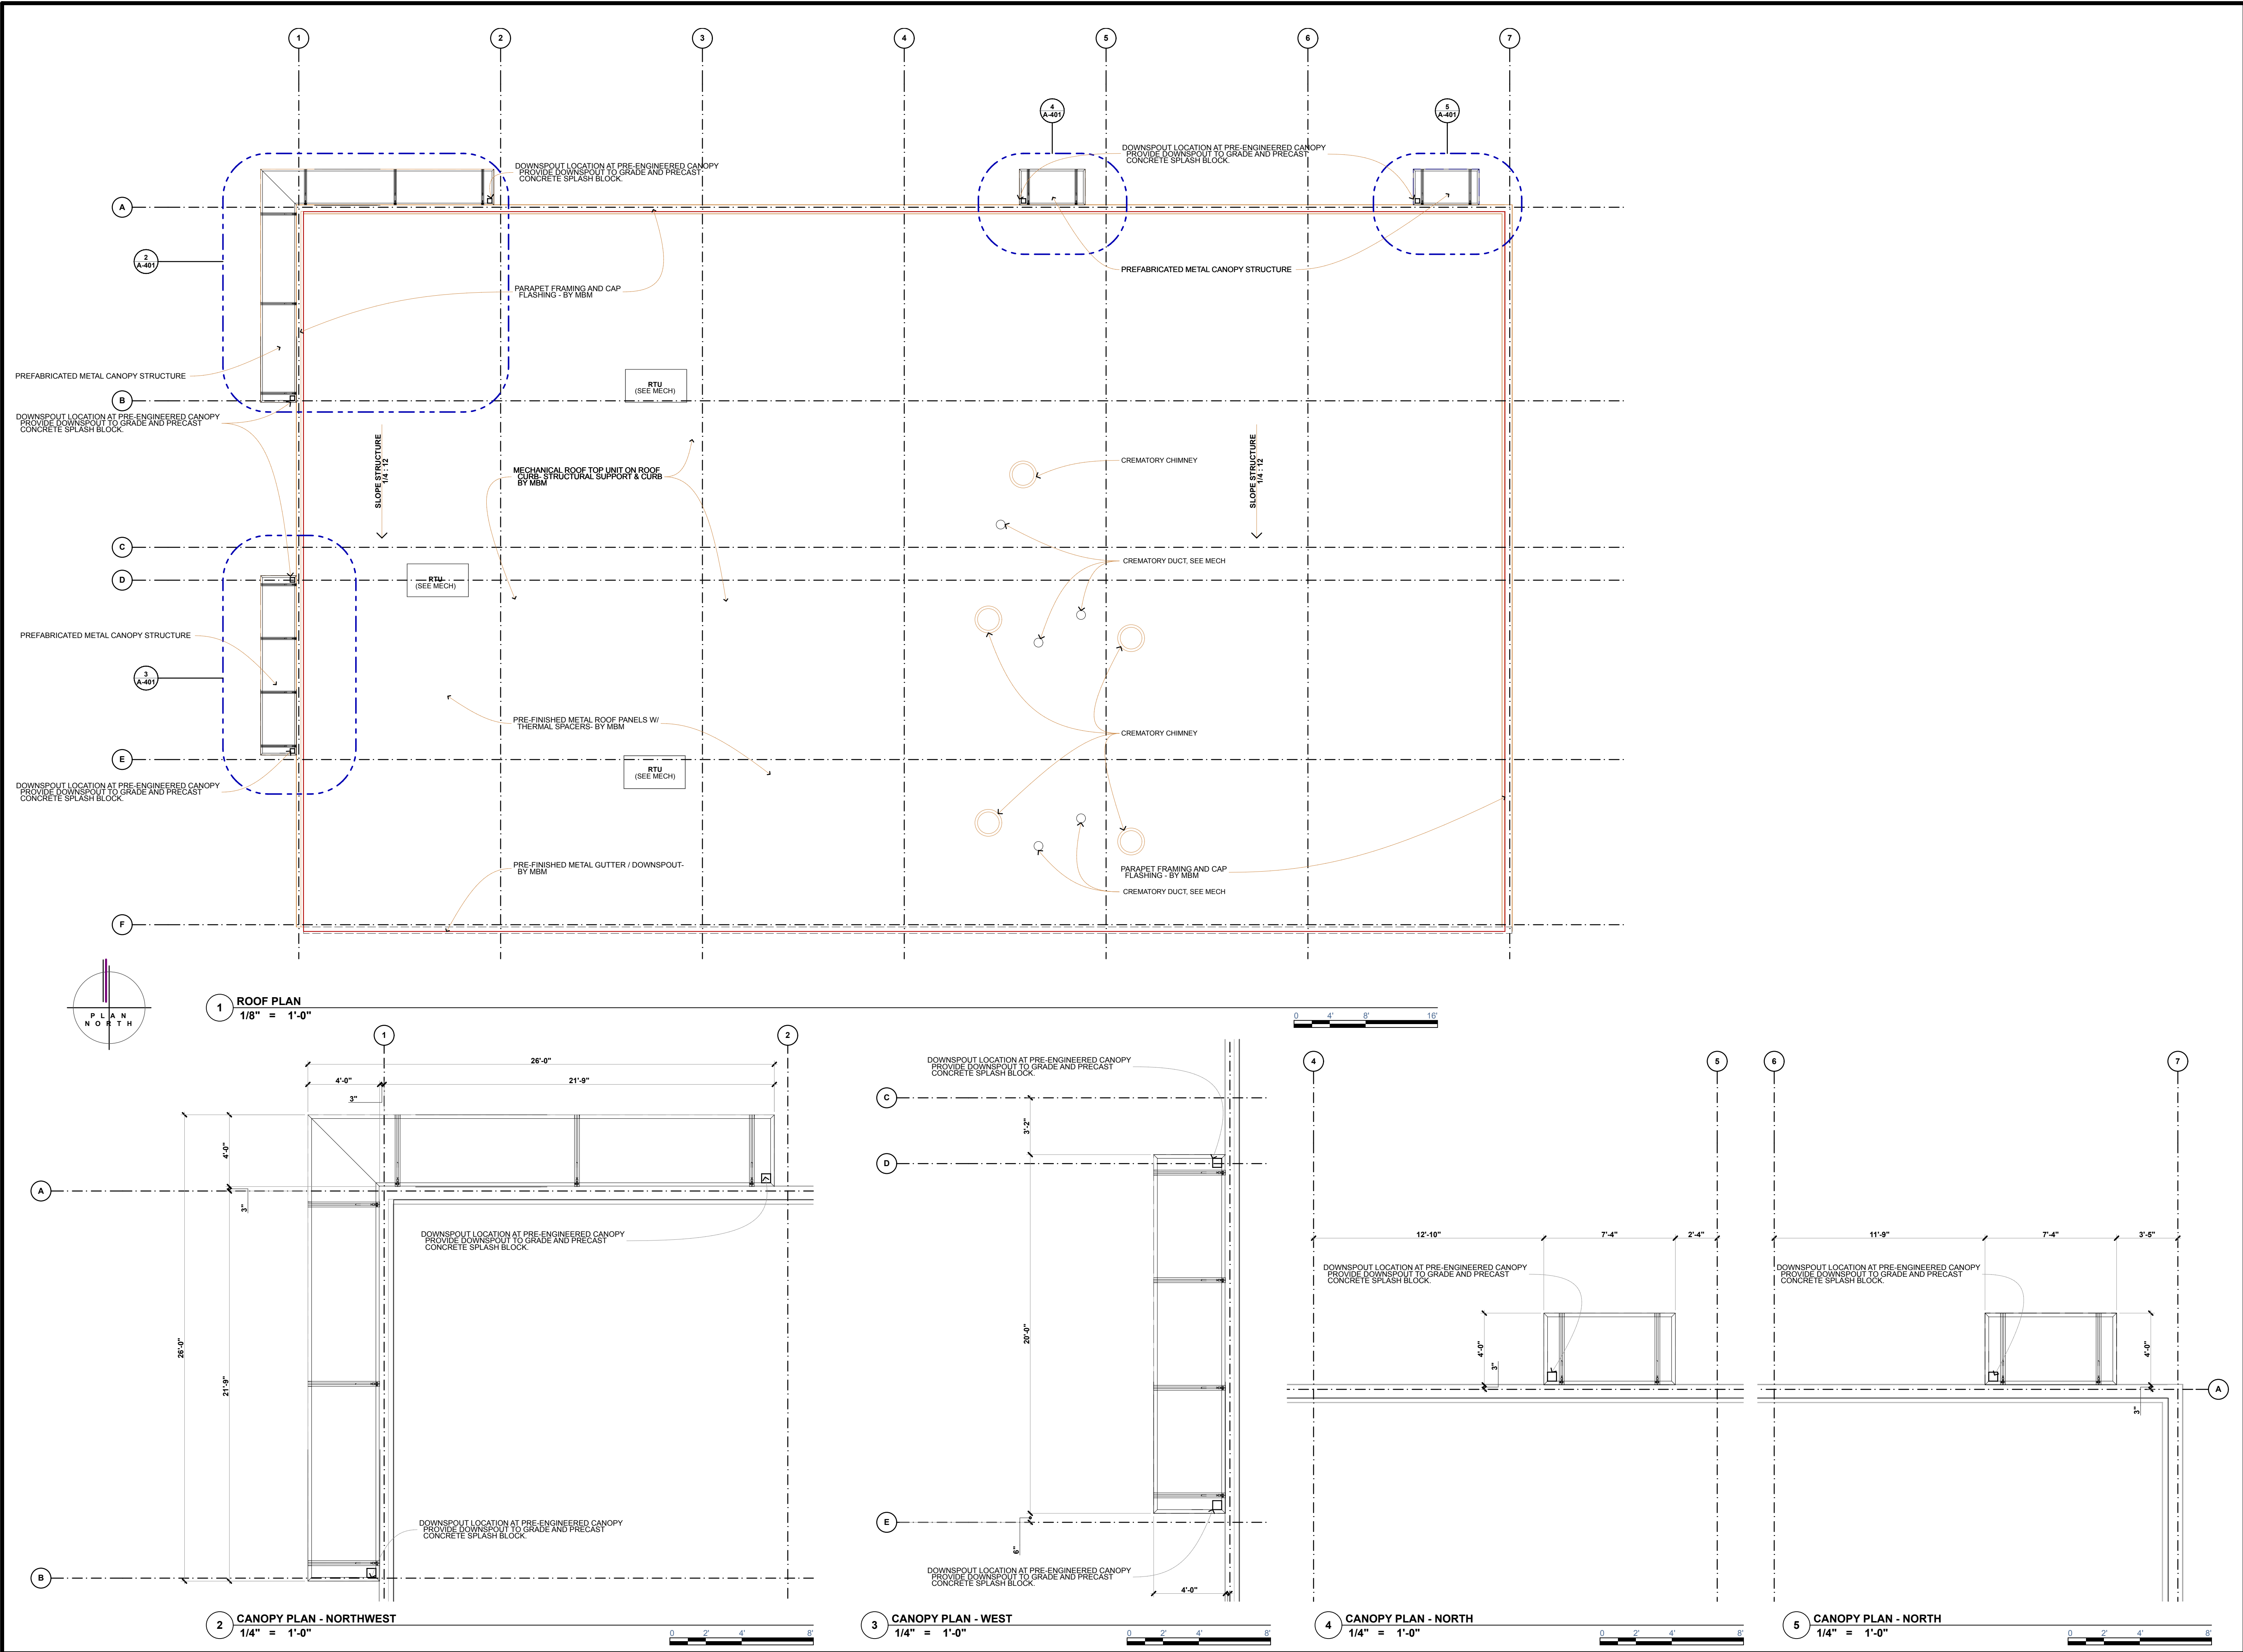 1
2
3
4
5
6
7
4
A-401
5
A-401
DOWNSPOUT LOCATION AT PRE-ENGINEERED CANOPY
PROVIDE DOWNSPOUT TO GRADE AND PRECAST
CONCRETE SPLASH BLOCK.
DOWNSPOUT LOCATION AT PRE-ENGINEERED CANOPY
PROVIDE DOWNSPOUT TO GRADE AND PRECAST
CONCRETE SPLASH BLOCK.
A
2
A-401
PREFABRICATED METAL CANOPY STRUCTURE
PARAPET FRAMING AND CAP
FLASHING - BY MBM
PREFABRICATED METAL CANOPY STRUCTURE
RTU
(SEE MECH)
B
DOWNSPOUT LOCATION AT PRE-ENGINEERED CANOPY
PROVIDE DOWNSPOUT TO GRADE AND PRECAST
CONCRETE SPLASH BLOCK.
SLOPE STRUCTURE
1/4 : 12
MECHANICAL ROOF TOP UNIT ON ROOF
CURB- STRUCTURAL SUPPORT & CURB
BY MBM
CREMATORY CHIMNEY
SLOPE STRUCTURE
1/4 : 12
C
CREMATORY DUCT, SEE MECH
D
RTU
(SEE MECH)
PREFABRICATED METAL CANOPY STRUCTURE
3
A-401
PRE-FINISHED METAL ROOF PANELS W/
THERMAL SPACERS- BY MBM
CREMATORY CHIMNEY
E
RTU
(SEE MECH)
DOWNSPOUT LOCATION AT PRE-ENGINEERED CANOPY
PROVIDE DOWNSPOUT TO GRADE AND PRECAST
CONCRETE SPLASH BLOCK.
PRE-FINISHED METAL GUTTER / DOWNSPOUT-
BY MBM
PARAPET FRAMING AND CAP
FLASHING - BY MBM
CREMATORY DUCT, SEE MECH
F
PLAN
NORTH
1
ROOF PLAN
1/8" = 1'-0"
0 4' 8' 16'
1
2
26'-0"
4'-0"
21'-9"
3"
4'-0"
A
3"
DOWNSPOUT LOCATION AT PRE-ENGINEERED CANOPY
PROVIDE DOWNSPOUT TO GRADE AND PRECAST
CONCRETE SPLASH BLOCK.
26'-0"
21'-9"
DOWNSPOUT LOCATION AT PRE-ENGINEERED CANOPY
PROVIDE DOWNSPOUT TO GRADE AND PRECAST
CONCRETE SPLASH BLOCK.
B
2
CANOPY PLAN - NORTHWEST
1/4" = 1'-0"
0 2' 4' 8'
DOWNSPOUT LOCATION AT PRE-ENGINEERED CANOPY
PROVIDE DOWNSPOUT TO GRADE AND PRECAST
CONCRETE SPLASH BLOCK.
C
3'-2"
D
20'-0"
E
6"
DOWNSPOUT LOCATION AT PRE-ENGINEERED CANOPY
PROVIDE DOWNSPOUT TO GRADE AND PRECAST
CONCRETE SPLASH BLOCK.
4'-0"
3
CANOPY PLAN - WEST
1/4" = 1'-0"
0 2' 4' 8'
4
5
12'-10"
7'-4"
2'-4"
DOWNSPOUT LOCATION AT PRE-ENGINEERED CANOPY
PROVIDE DOWNSPOUT TO GRADE AND PRECAST
CONCRETE SPLASH BLOCK.
4'-0"
3"
4
CANOPY PLAN - NORTH
1/4" = 1'-0"
0 2' 4' 8'
6
7
11'-9"
7'-4"
3'-5"
DOWNSPOUT LOCATION AT PRE-ENGINEERED CANOPY
PROVIDE DOWNSPOUT TO GRADE AND PRECAST
CONCRETE SPLASH BLOCK.
4'-0"
A
3"
5
CANOPY PLAN - NORTH
1/4" = 1'-0"
0 2' 4' 8'